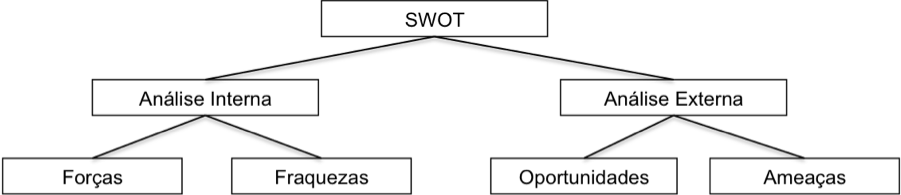 SWOT
Análise Interna
Análise Externa
Forças
Fraquezas
Oportunidades
Ameaças